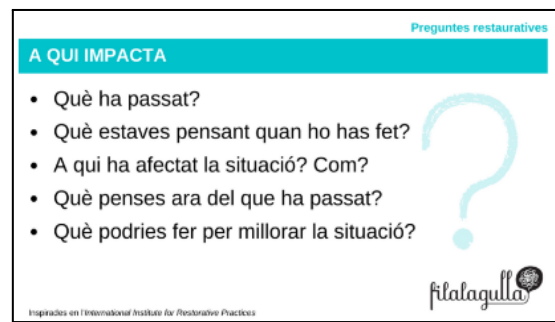 Preguntes restauratives
A QUI IMPACTA
• Què ha passat?
• Què estaves pensant quan ho has fet?
• A qui ha afectat la situació? Com?
• Què penses ara del que ha passat?
• Què podries fer per millorar la situació?
?
filalagulla
Inspirades en l'International Institute for Restorative Practices